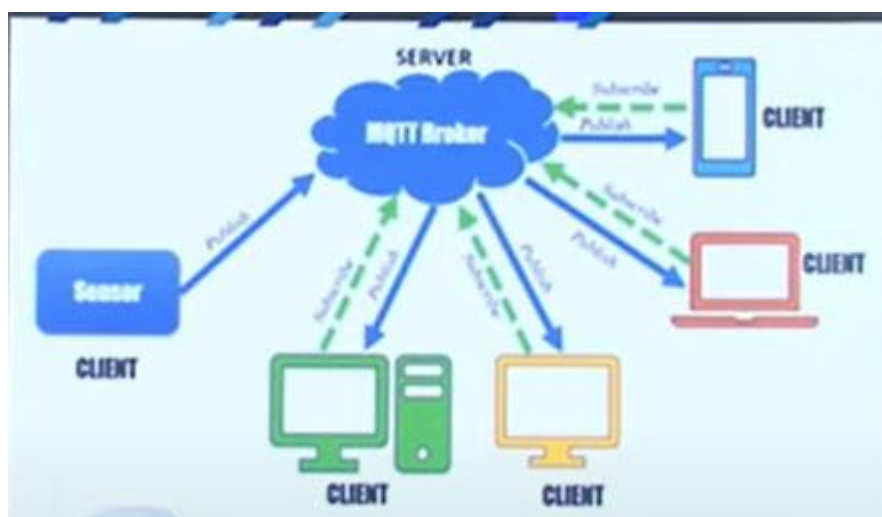 SERVER
MQTT Broker
Subscribe
Publish
CLIENT
Subscribe
Publish
CLIENT
Publish
Sensor
CLIENT
Subscribe
Publish
CLIENT
Subscribe
Publish
CLIENT